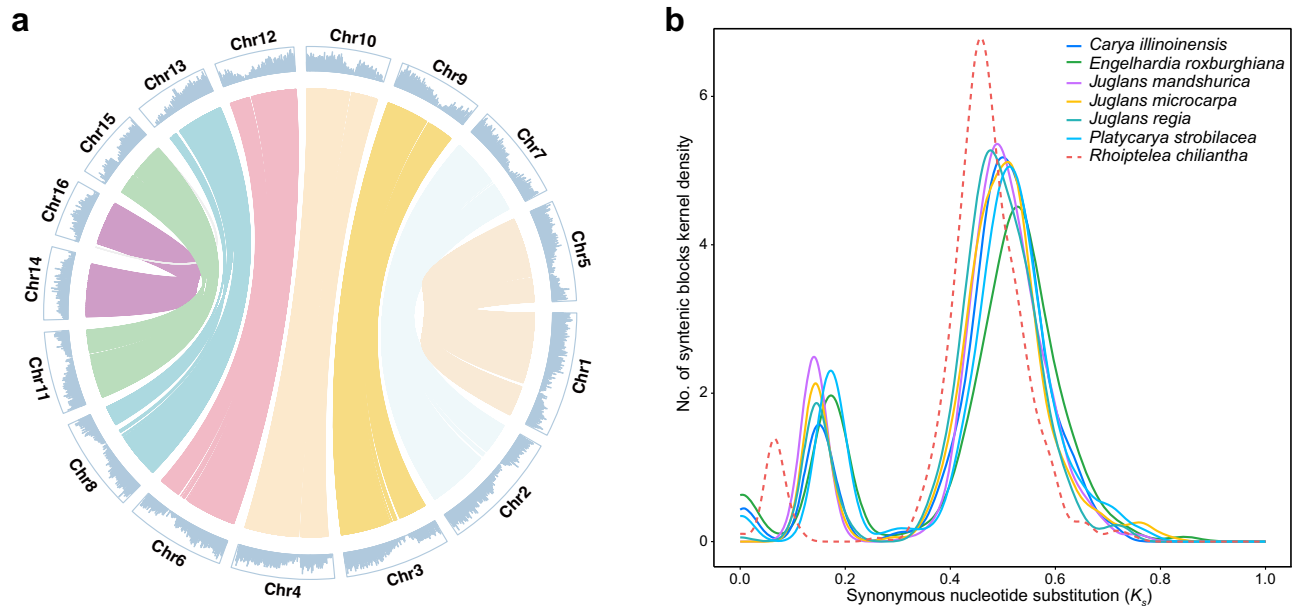 a
Chr10
Chr9
Chr7
Chr5
Chr1
Chr2
Chr3
Chr4
Chr6
Chr8
Chr11
Chr14
Chr16
Chr15
Chr13
Chr12
b
No. of syntenic blocks kernel density
6
4
2
0
0.0 0.2 0.4 0.6 0.8 1.0
Synonymous nucleotide substitution (Ks)
Carya illinoinensis
Engelhardia roxburghiana
Juglans mandshurica
Juglans microcarpa
Juglans regia
Platycarya strobilacea
Rhoiptelea chiliantha